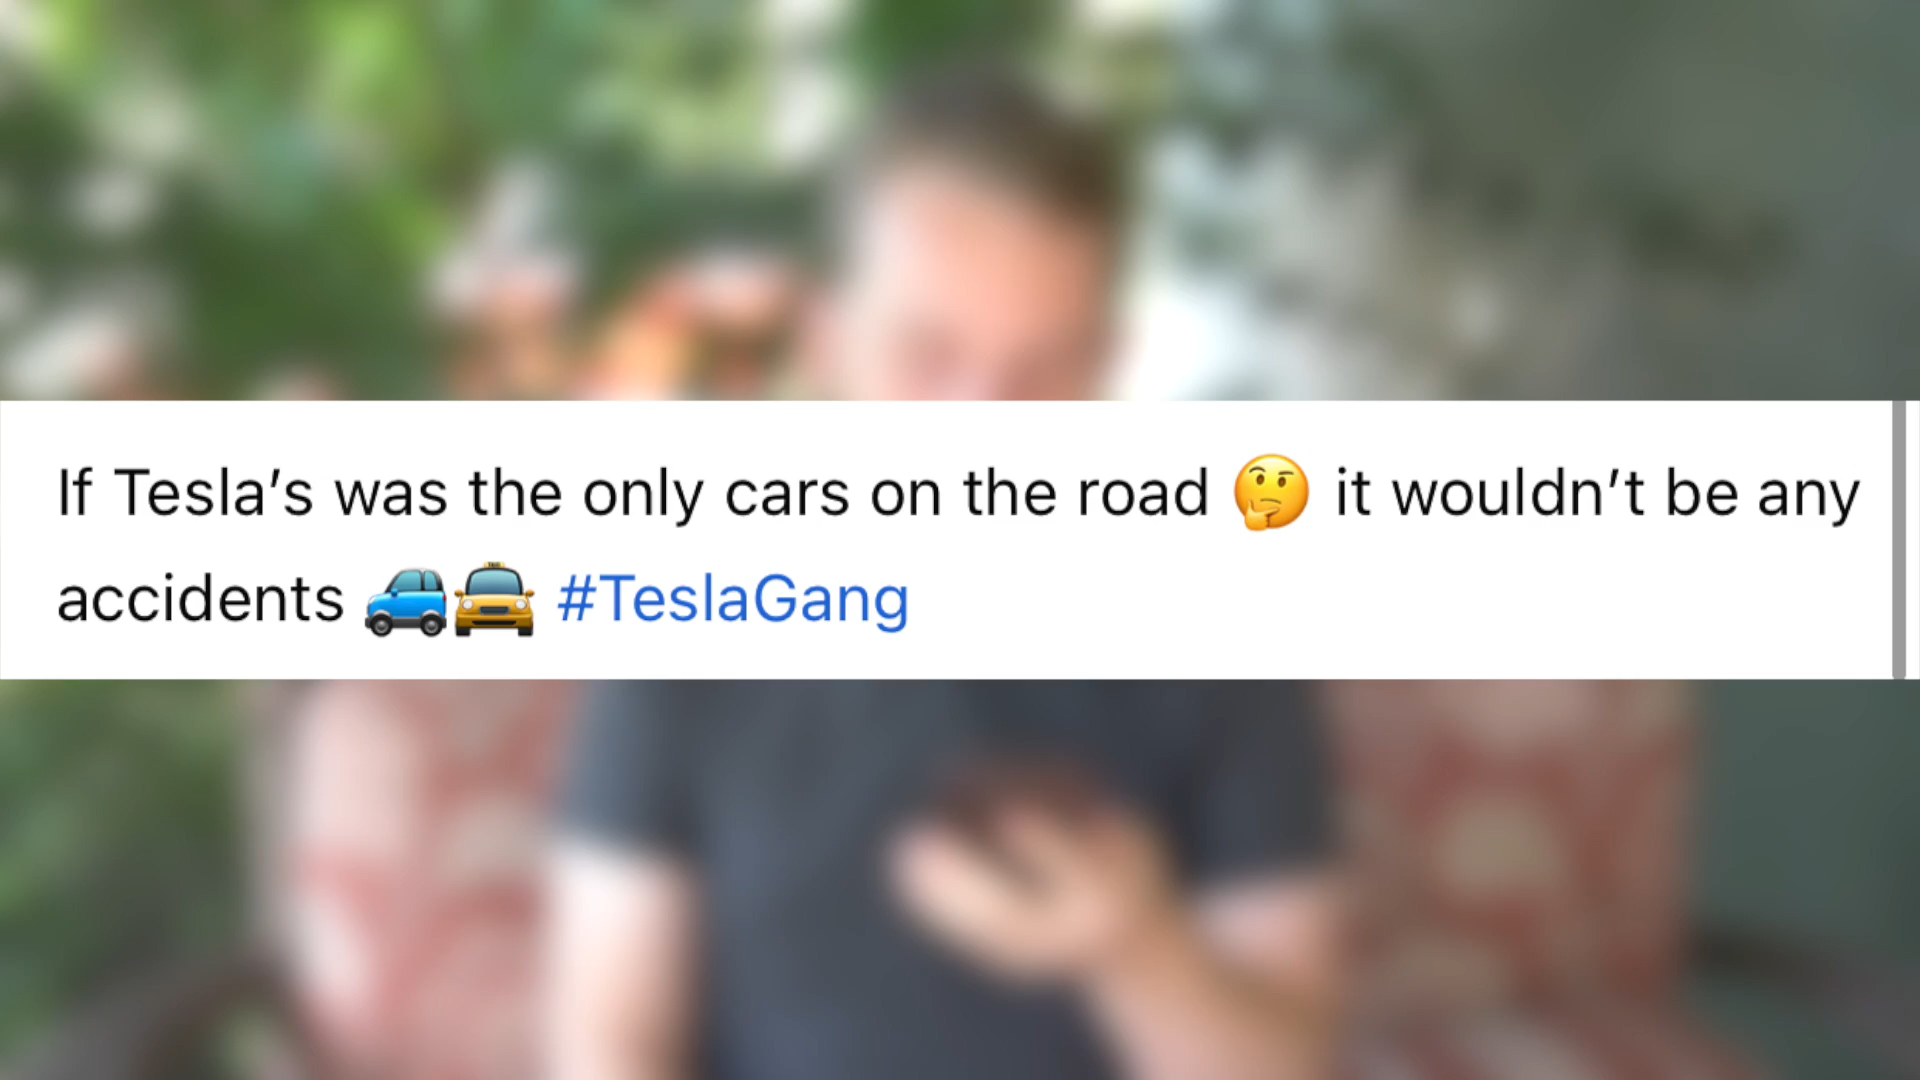 If Tesla’s was the only cars on the road 🤔 it wouldn’t be any
accidents 🚙🚖 #TeslaGang